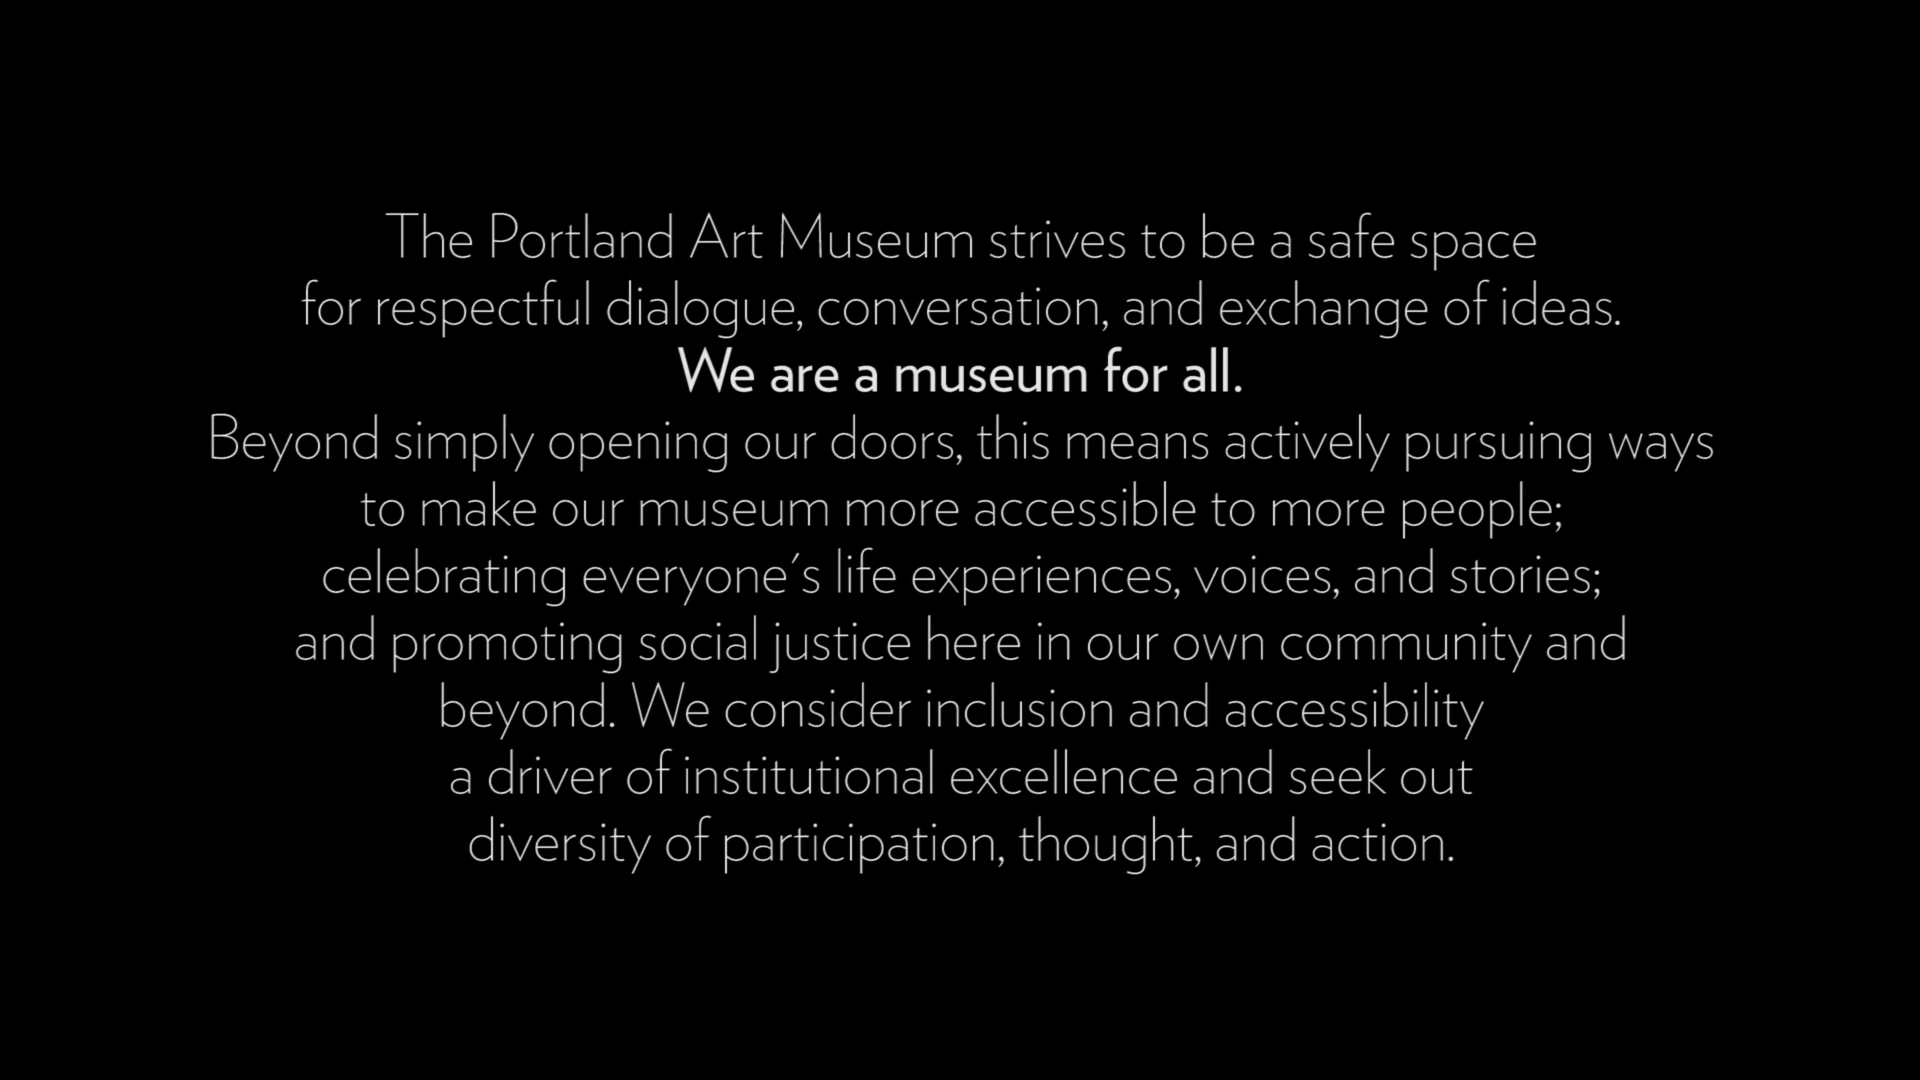 The Portland Art Museum strives to be a safe space
for respectful dialogue, conversation, and exchange of ideas.
We are a museum for all.
Beyond simply opening our doors, this means actively pursuing ways
to make our museum more accessible to more people;
celebrating everyone's life experiences, voices, and stories;
and promoting social justice here in our own community and
beyond. We consider inclusion and accessibility
a driver of institutional excellence and seek out
diversity of participation, thought, and action.